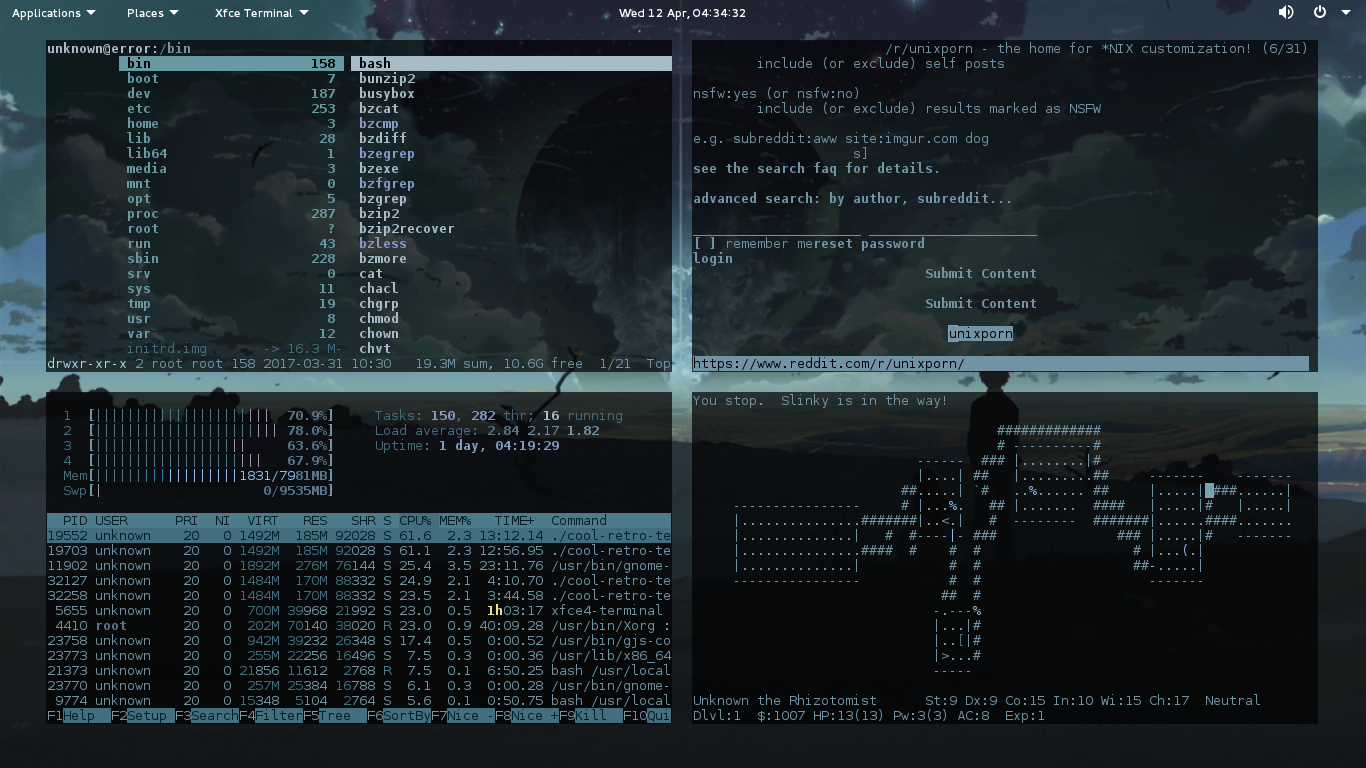 Applications Places Xfce Terminal Wed 12 Apr, 04:34:32
unknown@error:/bin
bin 158 bash
boot 7 bunzip2
dev 187 busybox
etc 253 bzcat
home 3 bzcmp
lib 28 bzdiff
lib64 1 bzegrep
media 3 bzexe
mnt 0 bzfgrep
opt 5 bzgrep
proc 287 bzip2
root ? bzip2recover
run 43 bzless
sbin 228 bzmore
srv 0 cat
sys 11 chacl
tmp 19 chgrp
usr 8 chmod
var 12 chown
initrd.img -> 16.3 M~ chvt
drwxr-xr-x 2 root root 158 2017-03-31 10:30 19.3M sum, 10.6G free 1/21 Top
/r/unixporn - the home for *NIX customization! (6/31)
include (or exclude) self posts
nsfw:yes (or nsfw:no)
include (or exclude) results marked as NSFW
e.g. subreddit:aww site:imgur.com dog
s]
see the search faq for details.
advanced search: by author, subreddit...
_____________________ _____________________
[ ] remember mereset password
login
Submit Content
Submit Content
unixporn
https://www.reddit.com/r/unixporn/
1 [||||||||||||||||||||||| 70.9%] Tasks: 150, 282 thr; 16 running
2 [|||||||||||||||||||||||| 78.0%] Load average: 2.84 2.17 1.82
3 [|||||||||||||||||||| 63.6%] Uptime: 1 day, 04:19:29
4 [|||||||||||||||||||||| 67.9%]
Mem[|||||||||||||||||||1831/7981MB]
Swp[| 0/9535MB]
PID USER PRI NI VIRT RES SHR S CPU% MEM% TIME+ Command
19552 unknown 20 0 1492M 185M 92028 S 61.6 2.3 13:12.14 ./cool-retro-te
19703 unknown 20 0 1492M 185M 92028 S 61.1 2.3 12:56.95 ./cool-retro-te
11902 unknown 20 0 1892M 276M 76144 S 25.4 3.5 23:11.76 /usr/bin/gnome-
32127 unknown 20 0 1484M 170M 88332 S 24.9 2.1 4:10.70 ./cool-retro-te
32258 unknown 20 0 1484M 170M 88332 S 23.5 2.1 3:44.58 ./cool-retro-te
5655 unknown 20 0 700M 39968 21992 S 23.0 0.5 1h03:17 xfce4-terminal
4410 root 20 0 202M 70140 38020 R 23.0 0.9 40:09.28 /usr/bin/Xorg :
23758 unknown 20 0 942M 39232 26348 S 17.4 0.5 0:00.52 /usr/bin/gjs-co
23773 unknown 20 0 255M 22256 16496 S 7.5 0.3 0:00.36 /usr/lib/x86_64
21373 unknown 20 0 21856 11612 2768 R 7.5 0.1 6:50.25 bash /usr/local
23770 unknown 20 0 257M 25384 16788 S 6.1 0.3 0:00.28 /usr/bin/gnome-
9774 unknown 20 0 15348 5104 2764 S 5.6 0.1 0:50.75 bash /usr/local
F1Help F2Setup F3SearchF4FilterF5Tree F6SortByF7Nice -F8Nice +F9Kill F10Qui
You stop. Slinky is in the way!
Unknown the Rhizotomist St:9 Dx:9 Co:15 In:10 Wi:15 Ch:17 Neutral
Dlvl:1 $:1007 HP:13(13) Pw:3(3) AC:8 Exp:1